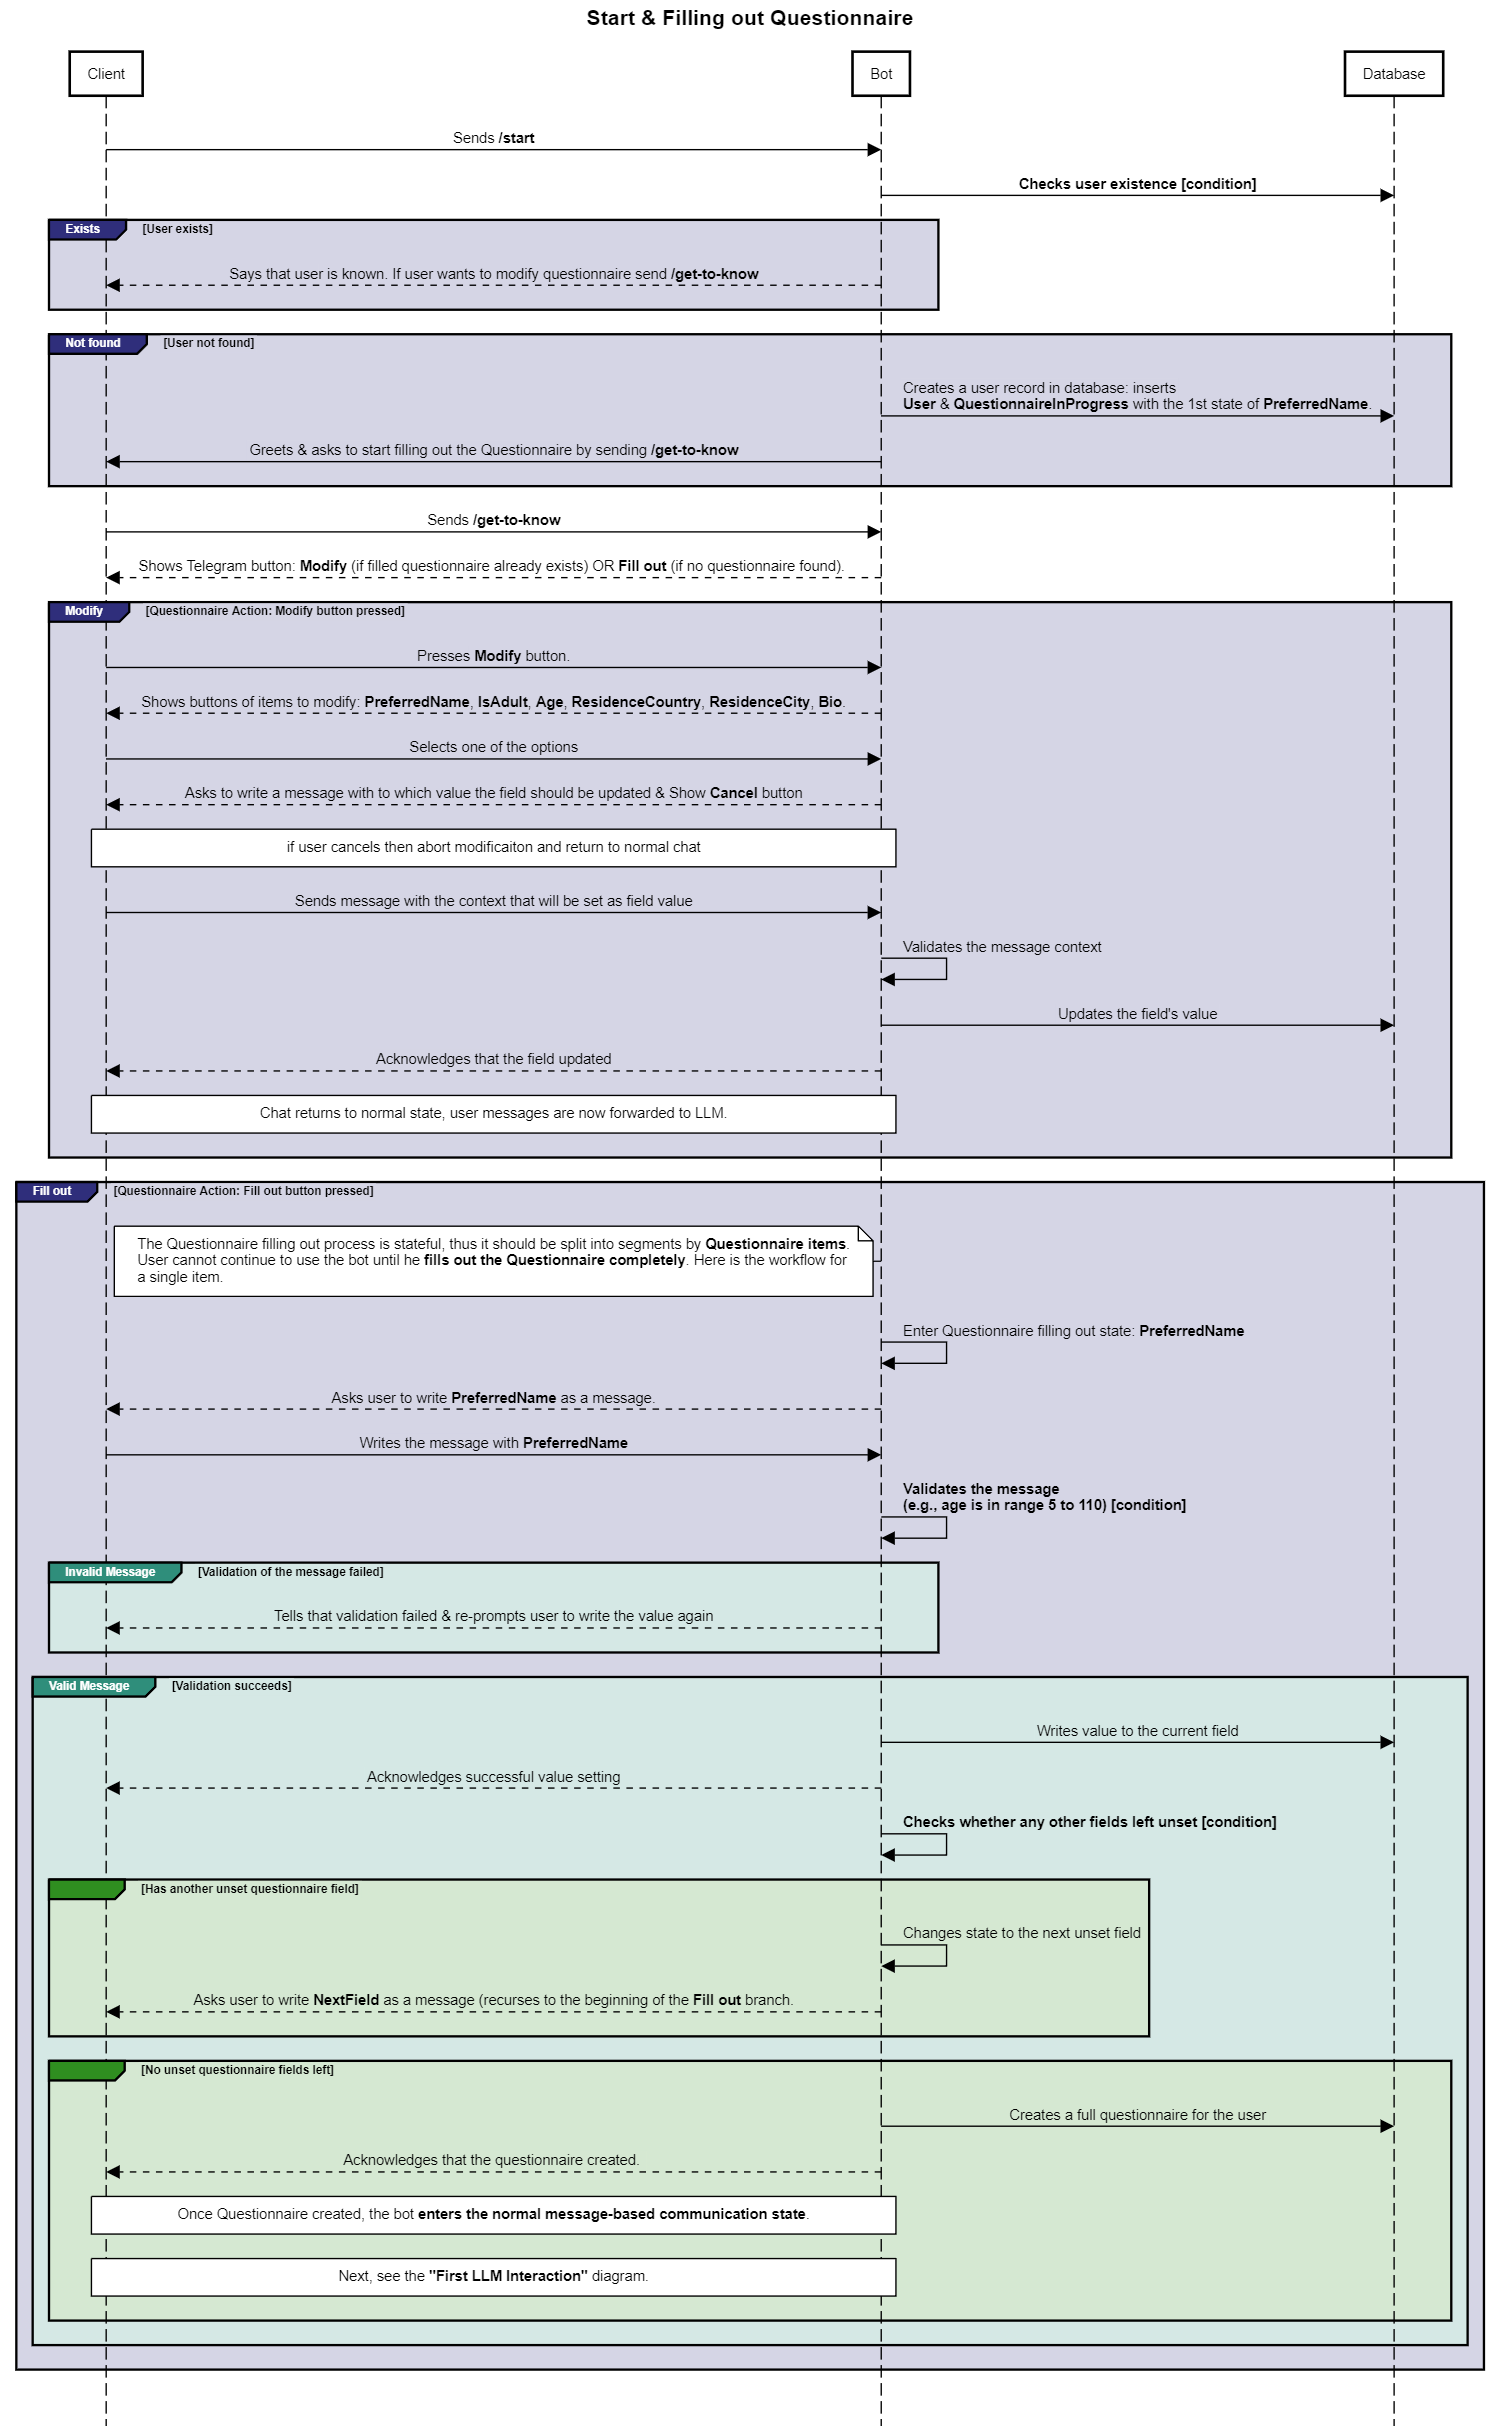 Start & Filling out Questionnaire
Client
Bot
Database
Sends /start
Checks user existence [condition]
Exists
[User exists]
Says that user is known. If user wants to modify questionnaire send /get-to-know
Not found
[User not found]
Creates a user record in database: inserts
User & QuestionnaireInProgress with the 1st state of PreferredName.
Greets & asks to start filling out the Questionnaire by sending /get-to-know
Sends /get-to-know
Shows Telegram button: Modify (if filled questionnaire already exists) OR Fill out (if no questionnaire found).
Modify
[Questionnaire Action: Modify button pressed]
Presses Modify button.
Shows buttons of items to modify: PreferredName, IsAdult, Age, ResidenceCountry, ResidenceCity, Bio.
Selects one of the options
Asks to write a message with to which value the field should be updated & Show Cancel button
if user cancels then abort modificaiton and return to normal chat
Sends message with the context that will be set as field value
Validates the message context
Updates the field's value
Acknowledges that the field updated
Chat returns to normal state, user messages are now forwarded to LLM.
Fill out
[Questionnaire Action: Fill out button pressed]
The Questionnaire filling out process is stateful, thus it should be split into segments by Questionnaire items.
User cannot continue to use the bot until he fills out the Questionnaire completely. Here is the workflow for
a single item.
Enter Questionnaire filling out state: PreferredName
Asks user to write PreferredName as a message.
Writes the message with PreferredName
Validates the message
(e.g., age is in range 5 to 110) [condition]
Invalid Message
[Validation of the message failed]
Tells that validation failed & re-prompts user to write the value again
Valid Message
[Validation succeeds]
Writes value to the current field
Acknowledges successful value setting
Checks whether any other fields left unset [condition]
[Has another unset questionnaire field]
Changes state to the next unset field
Asks user to write NextField as a message (recurses to the beginning of the Fill out branch.
[No unset questionnaire fields left]
Creates a full questionnaire for the user
Acknowledges that the questionnaire created.
Once Questionnaire created, the bot enters the normal message-based communication state.
Next, see the "First LLM Interaction" diagram.